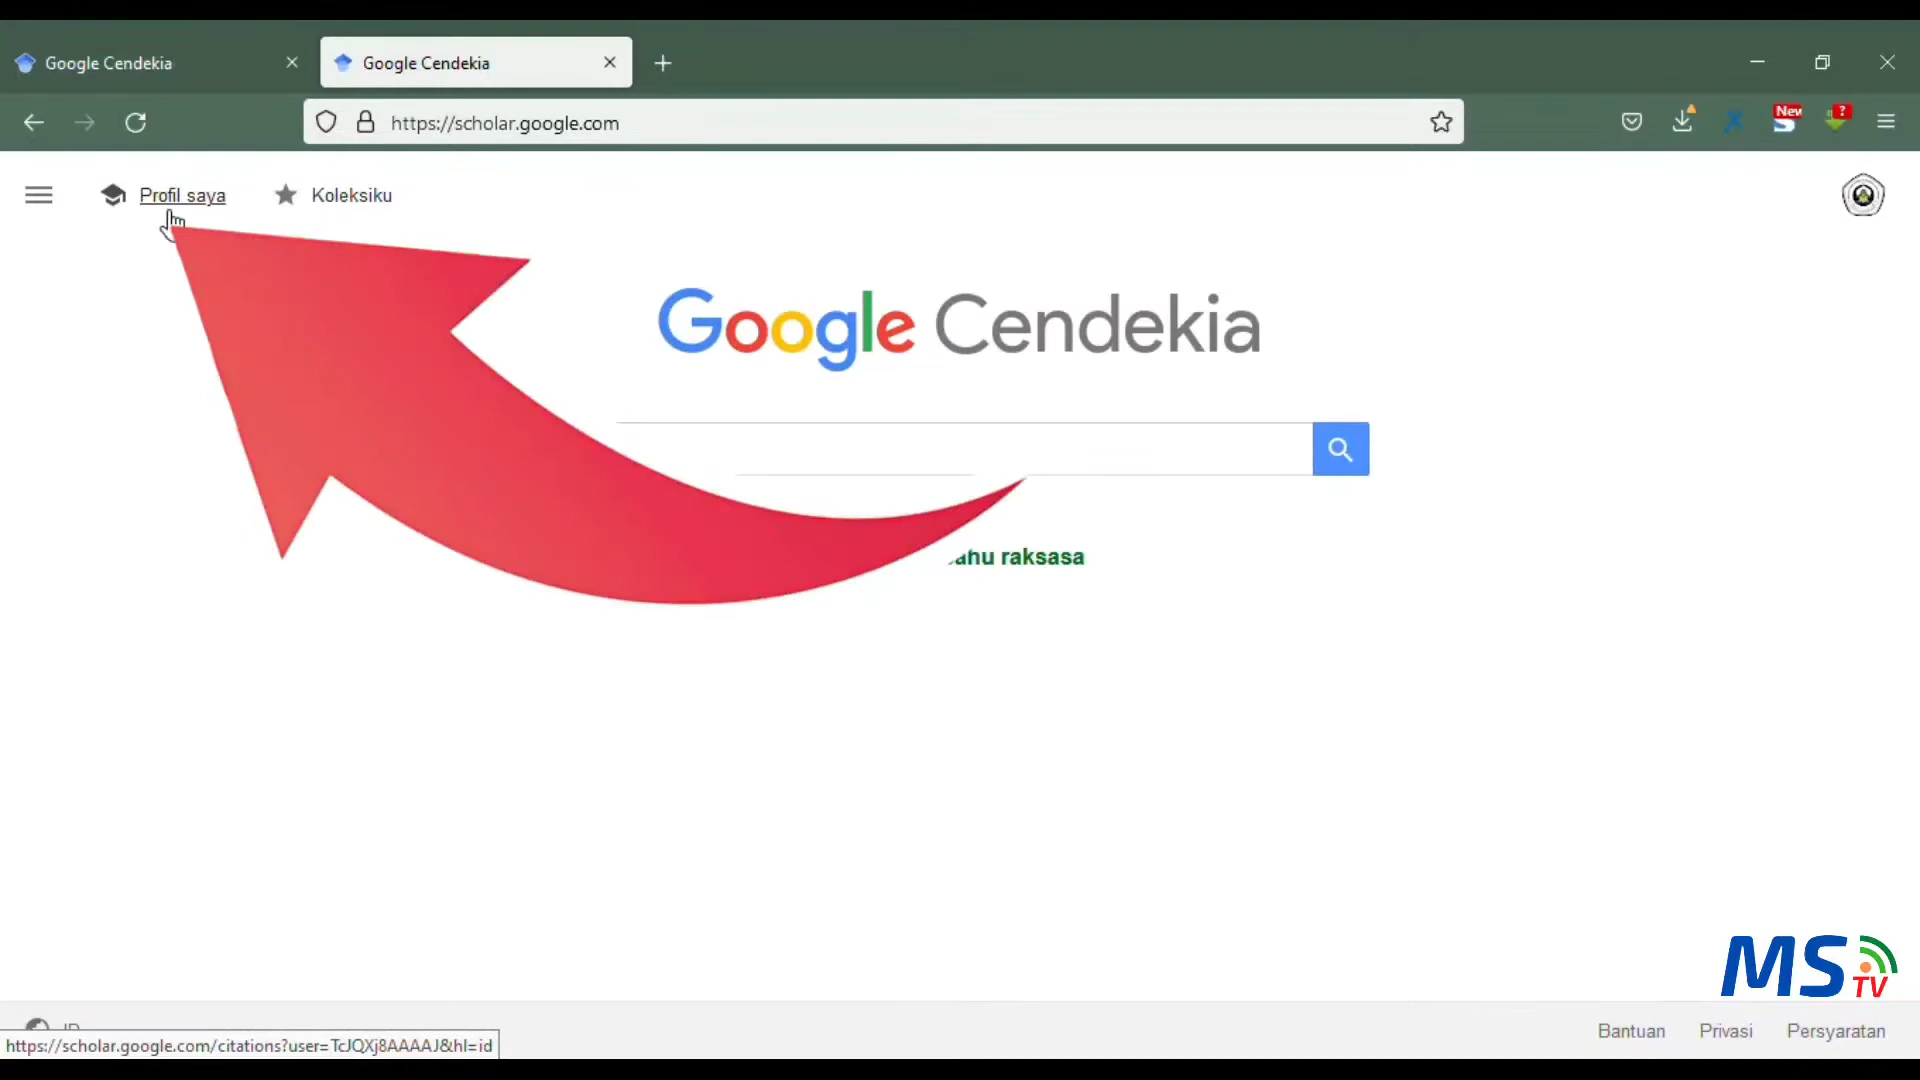 Google Cendekia
Google Cendekia
https://scholar.google.com
New
?
Profil saya
Koleksiku
Google Cendekia
raksasa
MS
TV
https://scholar.google.com/citations?user=TcJQXj8AAAAJ&hl=id
Bantuan
Privasi
Persyaratan